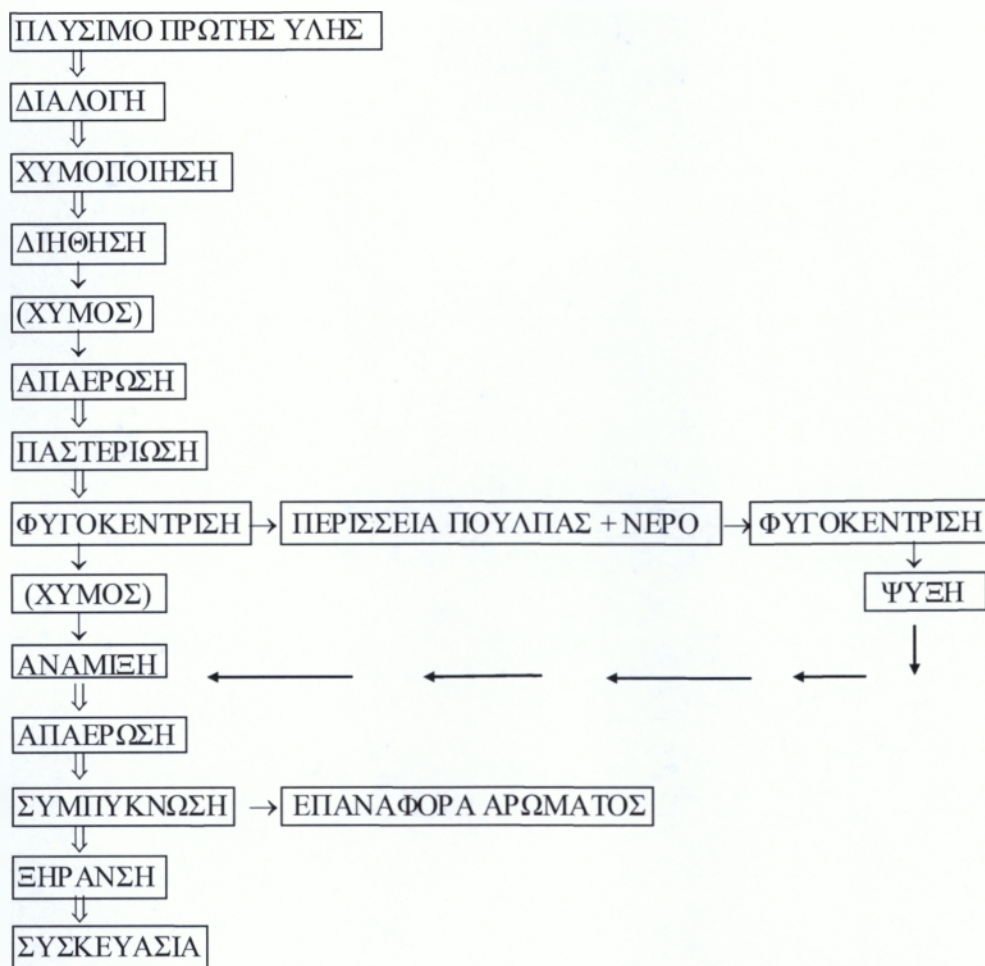 ΠΛΥΣΙΜΟ ΠΡΩΤΗΣ ΥΛΗΣ
ΔΙΑΛΟΓΗ
ΧΥΜΟΠΟΙΗΣΗ
ΔΙΗΘΗΣΗ
(ΧΥΜΟΣ)
ΑΠΑΕΡΩΣΗ
ΠΑΣΤΕΡΙΩΣΗ
ΦΥΓΟΚΕΝΤΡΙΣΗ → ΠΕΡΙΣΣΕΙΑ ΠΟΥΛΠΑΣ + ΝΕΡΟ → ΦΥΓΟΚΕΝΤΡΙΣΗ
(ΧΥΜΟΣ) ΨΥΞΗ
ΑΝΑΜΙΞΗ
ΑΠΑΕΡΩΣΗ
ΣΥΜΠΥΚΝΩΣΗ → ΕΠΑΝΑΦΟΡΑ ΑΡΩΜΑΤΟΣ
ΞΗΡΑΝΣΗ
ΣΥΣΚΕΥΑΣΙΑ